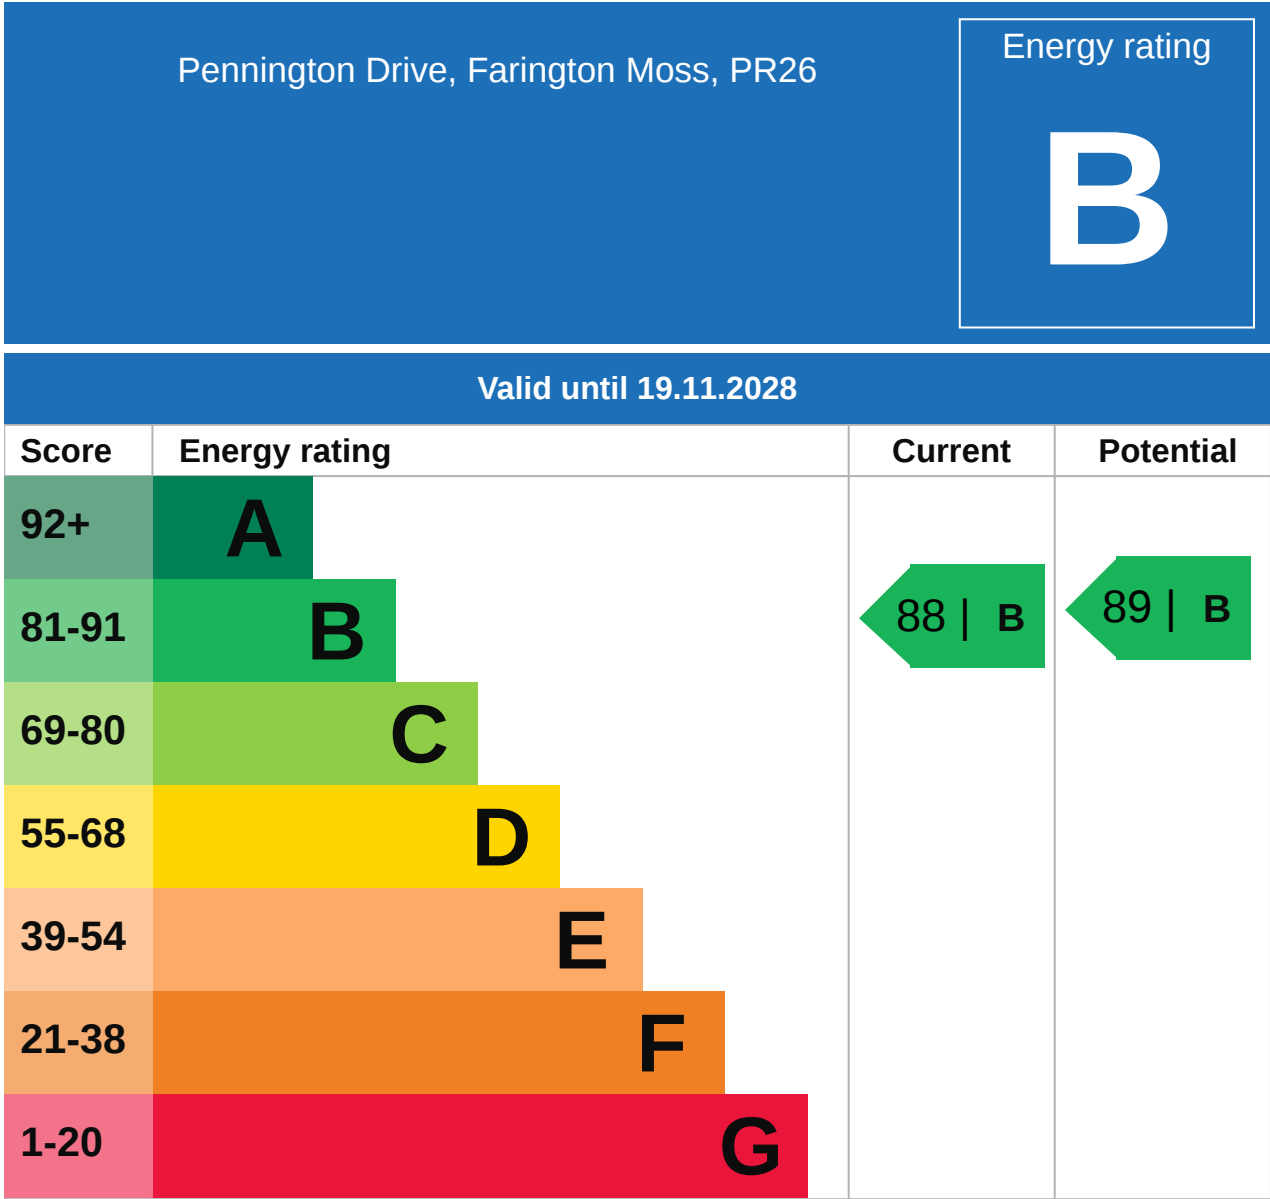 Pennington Drive, Farington Moss, PR26
Energy rating
B
Valid until 19.11.2028
Score Energy rating Current Potential
92+ A
81-91 B 88 | B 89 | B
69-80 C
55-68 D
39-54 E
21-38 F
1-20 G